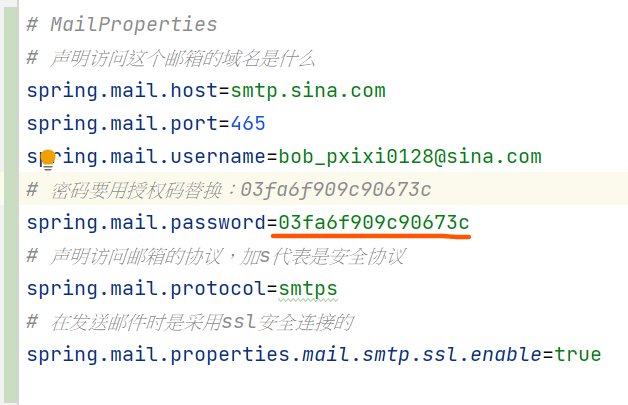 # MailProperties
# 声明访问这个邮箱的域名是什么
spring.mail.host=smtp.sina.com
spring.mail.port=465
spring.mail.username=bob_pxixi0128@sina.com
# 密码要用授权码替换：03fa6f909c90673c
spring.mail.password=03fa6f909c90673c
# 声明访问邮箱的协议，加s代表是安全协议
spring.mail.protocol=smtps
# 在发送邮件时是采用ssl安全连接的
spring.mail.properties.mail.smtp.ssl.enable=true